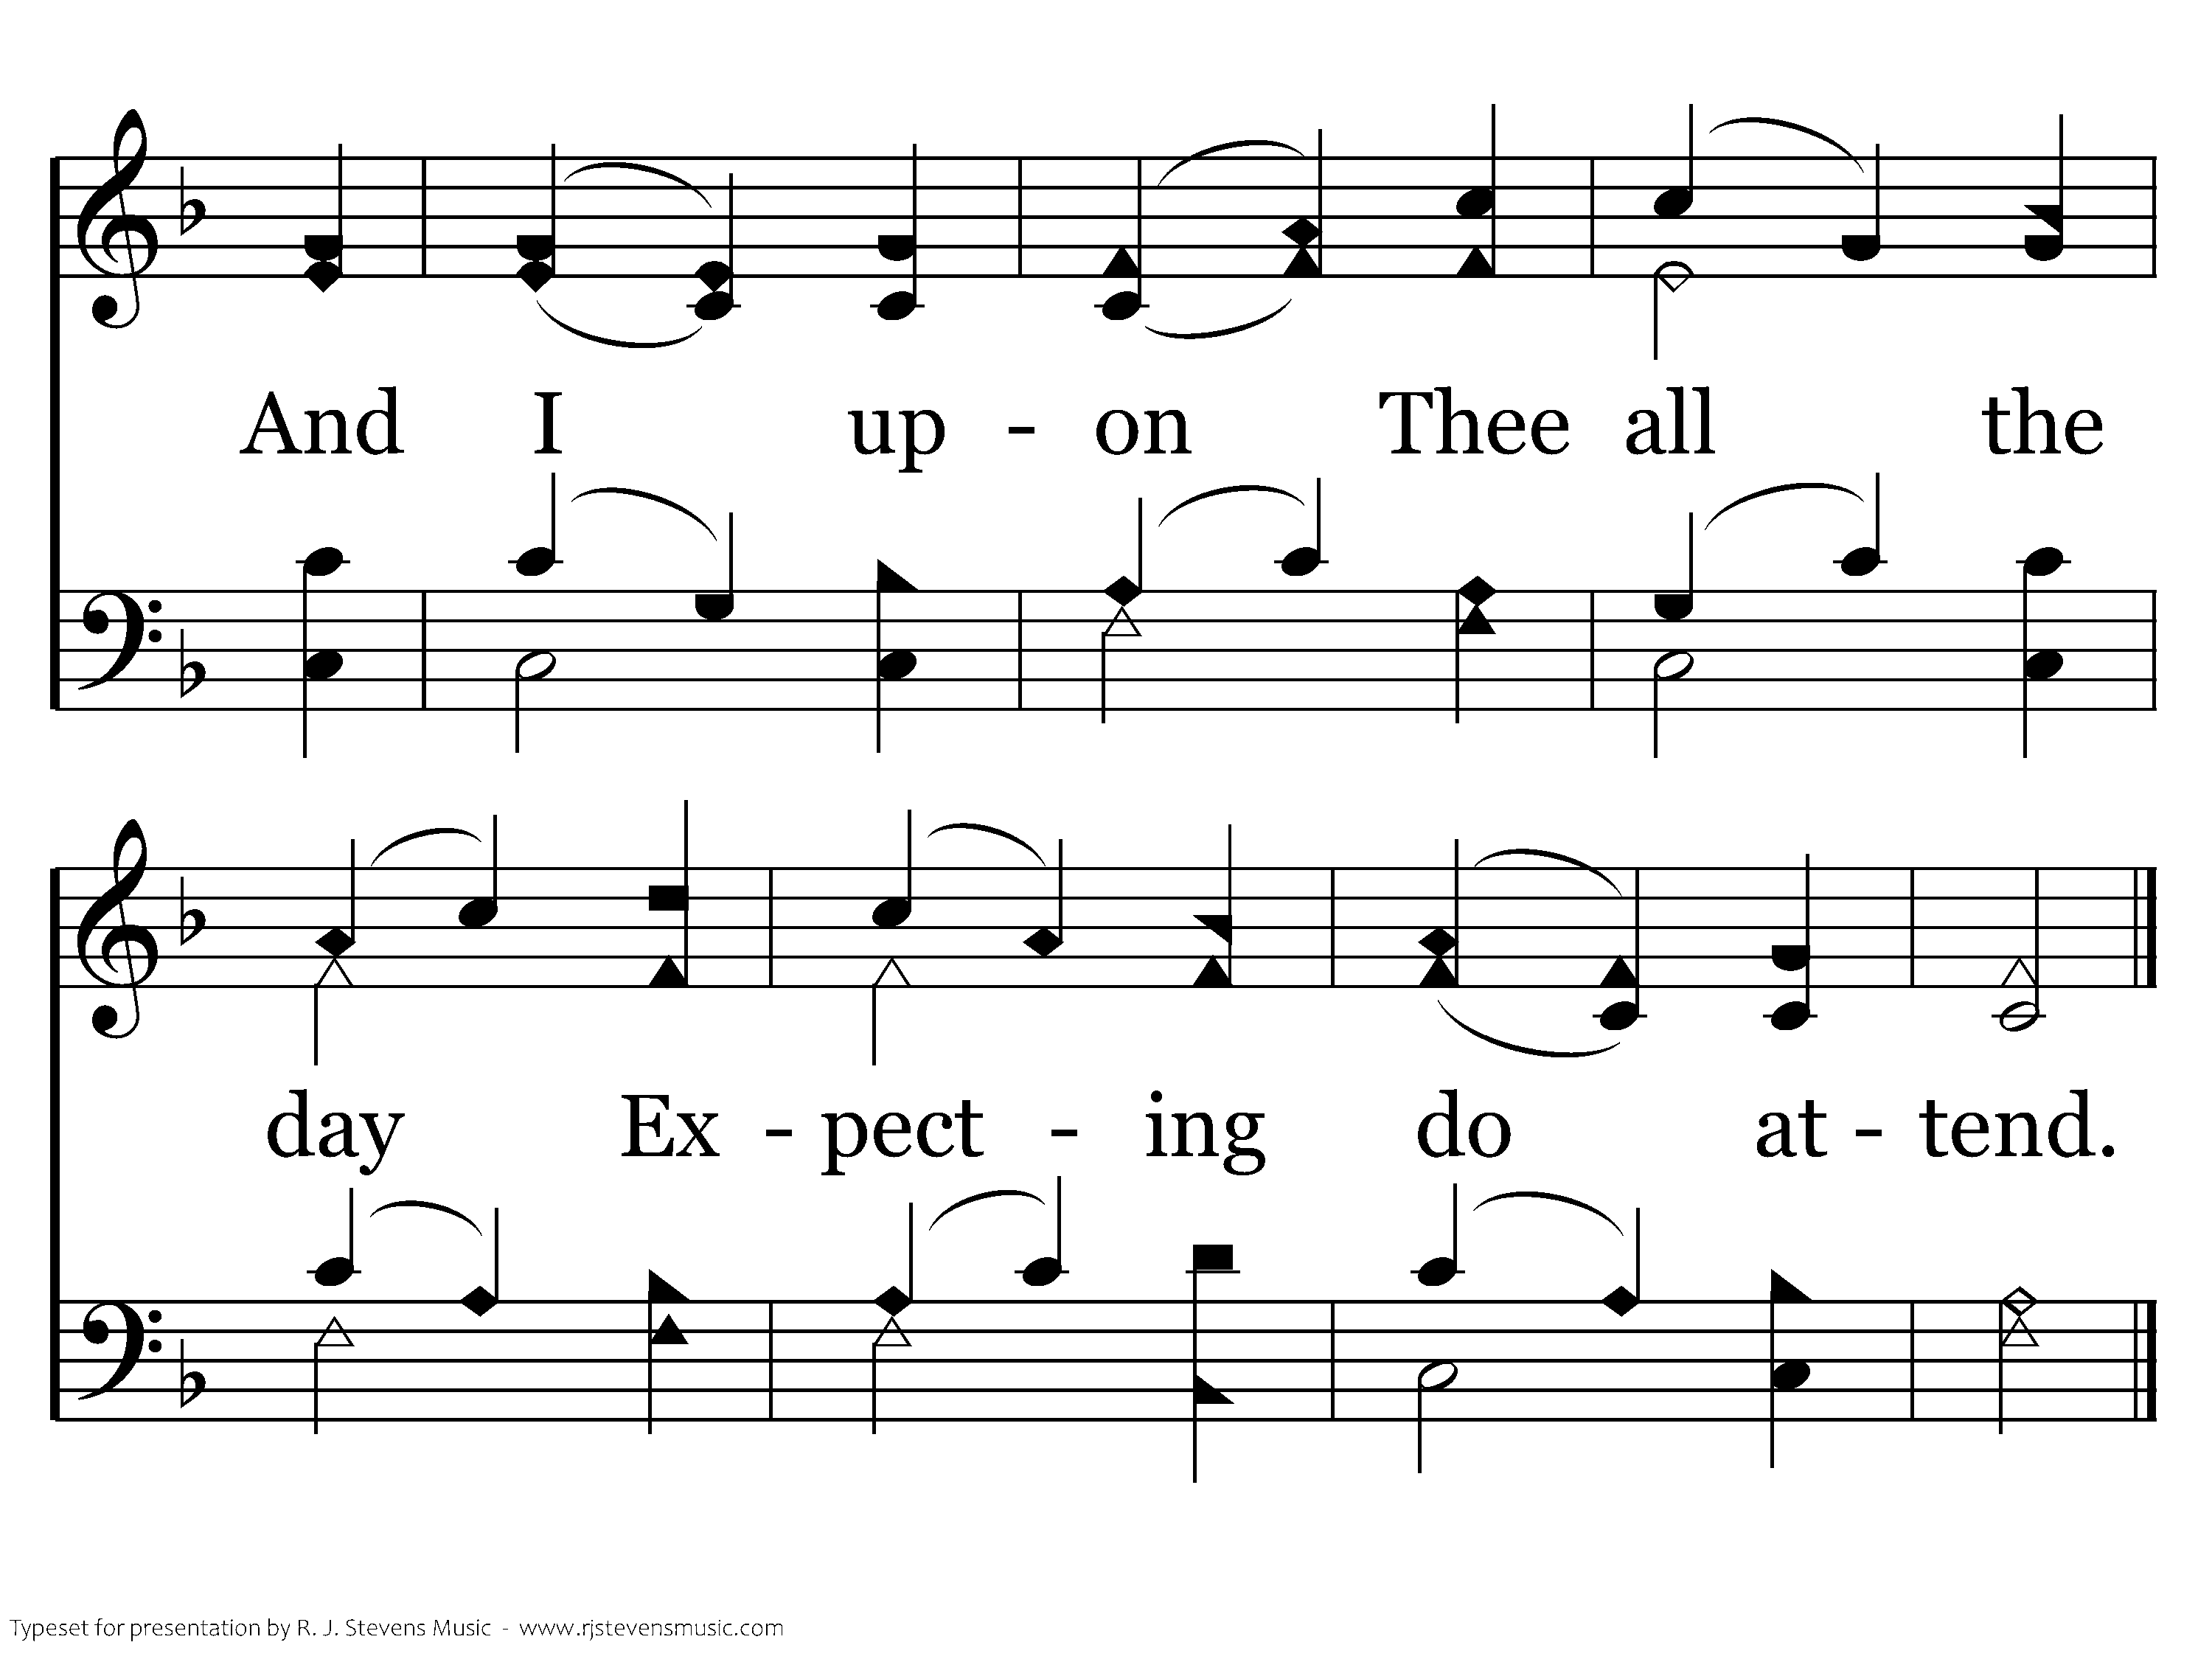 And I up - on Thee all the
day Ex - pect - ing do at - tend.
Typeset for presentation by R. J. Stevens Music - www.rjstevensmusic.com